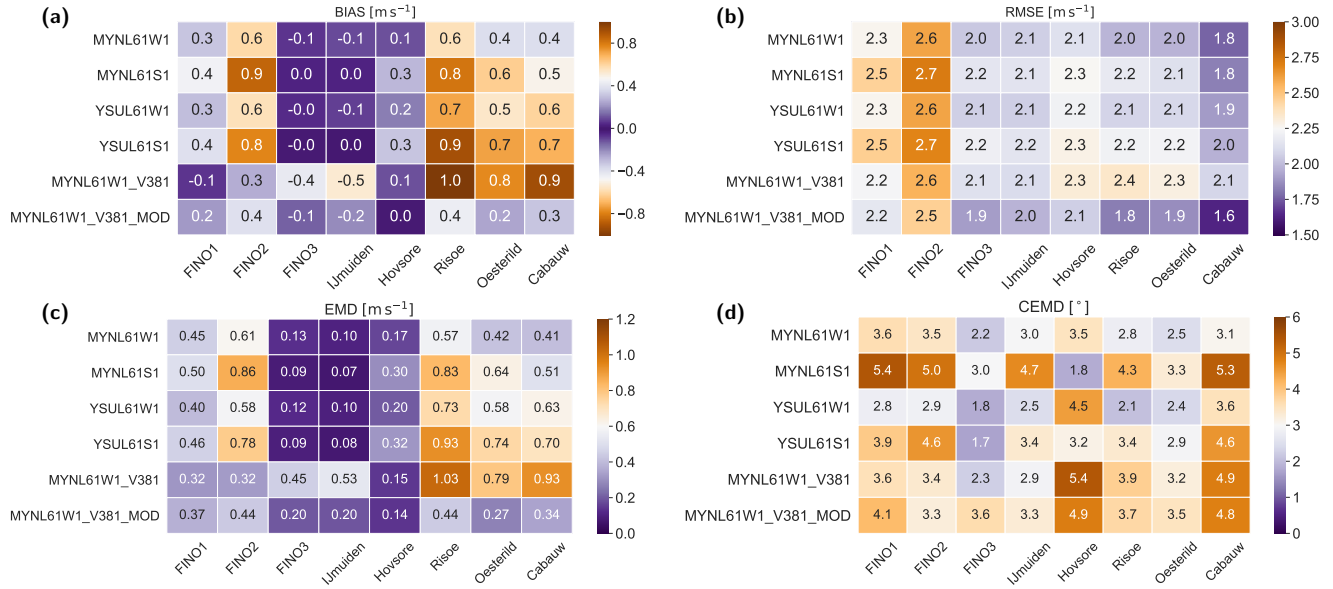 (a) BIAS [m s⁻¹]
MYNL61W1 0.3 0.6 -0.1 -0.1 0.1 0.6 0.4 0.4
MYNL61S1 0.4 0.9 0.0 0.0 0.3 0.8 0.6 0.5
YSUL61W1 0.3 0.6 -0.0 -0.1 0.2 0.7 0.5 0.6
YSUL61S1 0.4 0.8 -0.0 0.0 0.3 0.9 0.7 0.7
MYNL61W1_V381 -0.1 0.3 -0.4 -0.5 0.1 1.0 0.8 0.9
MYNL61W1_V381_MOD 0.2 0.4 -0.1 -0.2 0.0 0.4 0.2 0.3
FINO1 FINO2 FINO3 IJmuiden Hovsore Risoe Oesterild Cabauw
0.8
0.4
0.0
−0.4
−0.8
(b) RMSE [m s⁻¹]
MYNL61W1 2.3 2.6 2.0 2.1 2.1 2.0 2.0 1.8
MYNL61S1 2.5 2.7 2.2 2.1 2.3 2.2 2.1 1.8
YSUL61W1 2.3 2.6 2.1 2.1 2.2 2.1 2.1 1.9
YSUL61S1 2.5 2.7 2.2 2.2 2.3 2.2 2.2 2.0
MYNL61W1_V381 2.2 2.6 2.1 2.1 2.3 2.4 2.3 2.1
MYNL61W1_V381_MOD 2.2 2.5 1.9 2.0 2.1 1.8 1.9 1.6
FINO1 FINO2 FINO3 IJmuiden Hovsore Risoe Oesterild Cabauw
3.00
2.75
2.50
2.25
2.00
1.75
1.50
(c) EMD [m s⁻¹]
MYNL61W1 0.45 0.61 0.13 0.10 0.17 0.57 0.42 0.41
MYNL61S1 0.50 0.86 0.09 0.07 0.30 0.83 0.64 0.51
YSUL61W1 0.40 0.58 0.12 0.10 0.20 0.73 0.58 0.63
YSUL61S1 0.46 0.78 0.09 0.08 0.32 0.93 0.74 0.70
MYNL61W1_V381 0.32 0.32 0.45 0.53 0.15 1.03 0.79 0.93
MYNL61W1_V381_MOD 0.37 0.44 0.20 0.20 0.14 0.44 0.27 0.34
FINO1 FINO2 FINO3 IJmuiden Hovsore Risoe Oesterild Cabauw
1.2
1.0
0.8
0.6
0.4
0.2
0.0
(d) CEMD [°]
MYNL61W1 3.6 3.5 2.2 3.0 3.5 2.8 2.5 3.1
MYNL61S1 5.4 5.0 3.0 4.7 1.8 4.3 3.3 5.3
YSUL61W1 2.8 2.9 1.8 2.5 4.5 2.1 2.4 3.6
YSUL61S1 3.9 4.6 1.7 3.4 3.2 3.4 2.9 4.6
MYNL61W1_V381 3.6 3.4 2.3 2.9 5.4 3.9 3.2 4.9
MYNL61W1_V381_MOD 4.1 3.3 3.6 3.3 4.9 3.7 3.5 4.8
FINO1 FINO2 FINO3 IJmuiden Hovsore Risoe Oesterild Cabauw
6
5
4
3
2
1
0